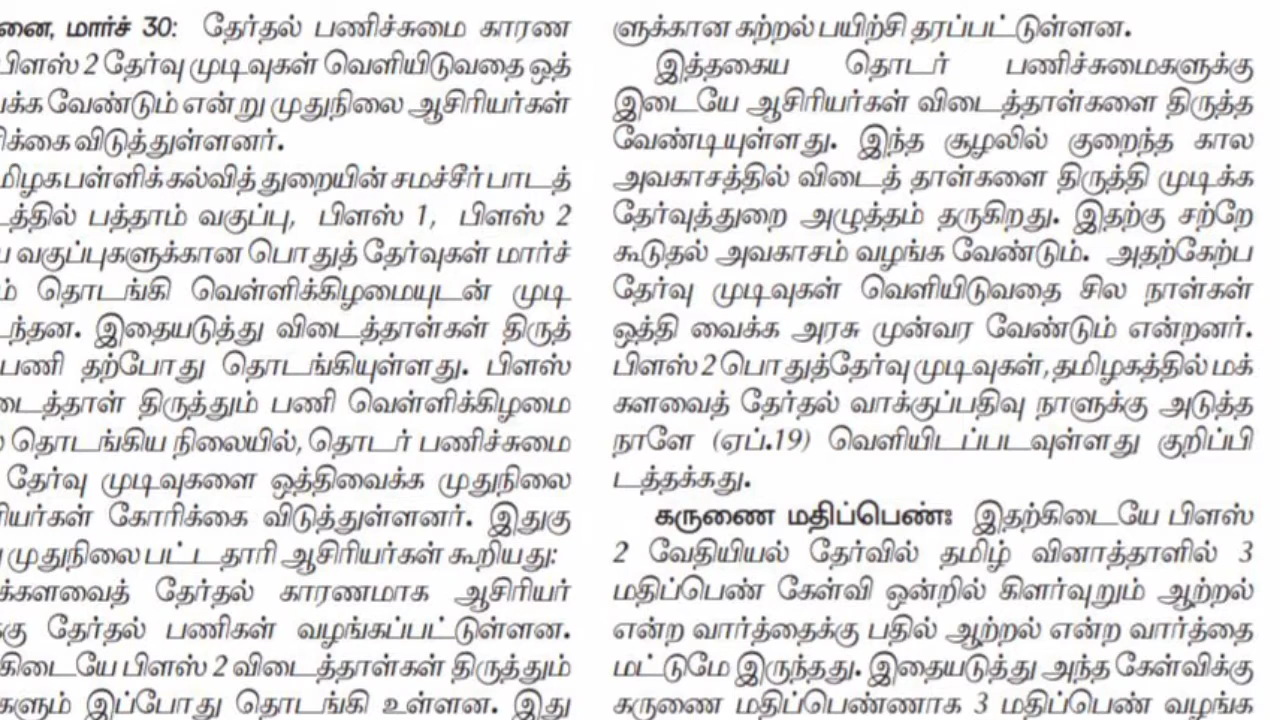 மார்ச் 30: தேர்தல் பணிச்சுமை காரண
பிளஸ் 2 தேர்வு முடிவுகள் வெளியிடுவதை ஒத்
வேண்டும் என்று முதுநிலை ஆசிரியர்கள்
விடுத்துள்ளனர்.
பள்ளிக்கல்வித் துறையின் சமச்சீர் பாடத்
பத்தாம் வகுப்பு, பிளஸ் 1, பிளஸ் 2
வகுப்புகளுக்கான பொதுத் தேர்வுகள் மார்ச்
தொடங்கி வெள்ளிக்கிழமையுடன் முடி
இதையடுத்து விடைத்தாள்கள் திருத்
பணி தற்போது தொடங்கியுள்ளது. பிளஸ்
திருத்தும் பணி வெள்ளிக்கிழமை
தொடங்கிய நிலையில், தொடர் பணிச்சுமை
தேர்வு முடிவுகளை ஒத்திவைக்க முதுநிலை
கோரிக்கை விடுத்துள்ளனர். இதுகு
முதுநிலை பட்டதாரி ஆசிரியர்கள் கூறியது:
தேர்தல் காரணமாக ஆசிரியர்
தேர்தல் பணிகள் வழங்கப்பட்டுள்ளன.
பிளஸ் 2 விடைத்தாள்கள் திருத்தும்
இப்போது தொடங்கி உள்ளன. இது
ளுக்கான கற்றல் பயிற்சி தரப்பட்டுள்ளன.
இத்தகைய தொடர் பணிச்சுமைகளுக்கு
இடையே ஆசிரியர்கள் விடைத்தாள்களை திருத்த
வேண்டியுள்ளது. இந்த சூழலில் குறைந்த கால
அவகாசத்தில் விடைத் தாள்களை திருத்தி முடிக்க
தேர்வுத்துறை அழுத்தம் தருகிறது. இதற்கு சற்றே
கூடுதல் அவகாசம் வழங்க வேண்டும். அதற்கேற்ப
தேர்வு முடிவுகள் வெளியிடுவதை சில நாள்கள்
ஒத்தி வைக்க அரசு முன்வர வேண்டும் என்றனர்.
பிளஸ் 2 பொதுத்தேர்வு முடிவுகள், தமிழகத்தில் மக்
களவைத் தேர்தல் வாக்குப்பதிவு நாளுக்கு அடுத்த
நாளே (ஏப்.19) வெளியிடப்படவுள்ளது குறிப்பி
டத்தக்கது.
கருணை மதிப்பெண்: இதற்கிடையே பிளஸ்
2 வேதியியல் தேர்வில் தமிழ் வினாத்தாளில் 3
மதிப்பெண் கேள்வி ஒன்றில் கிளர்வுறும் ஆற்றல்
என்ற வார்த்தைக்கு பதில் ஆற்றல் என்ற வார்த்தை
மட்டுமே இருந்தது. இதையடுத்து அந்த கேள்விக்கு
கருணை மதிப்பெண்ணாக 3 மதிப்பெண் வழங்க